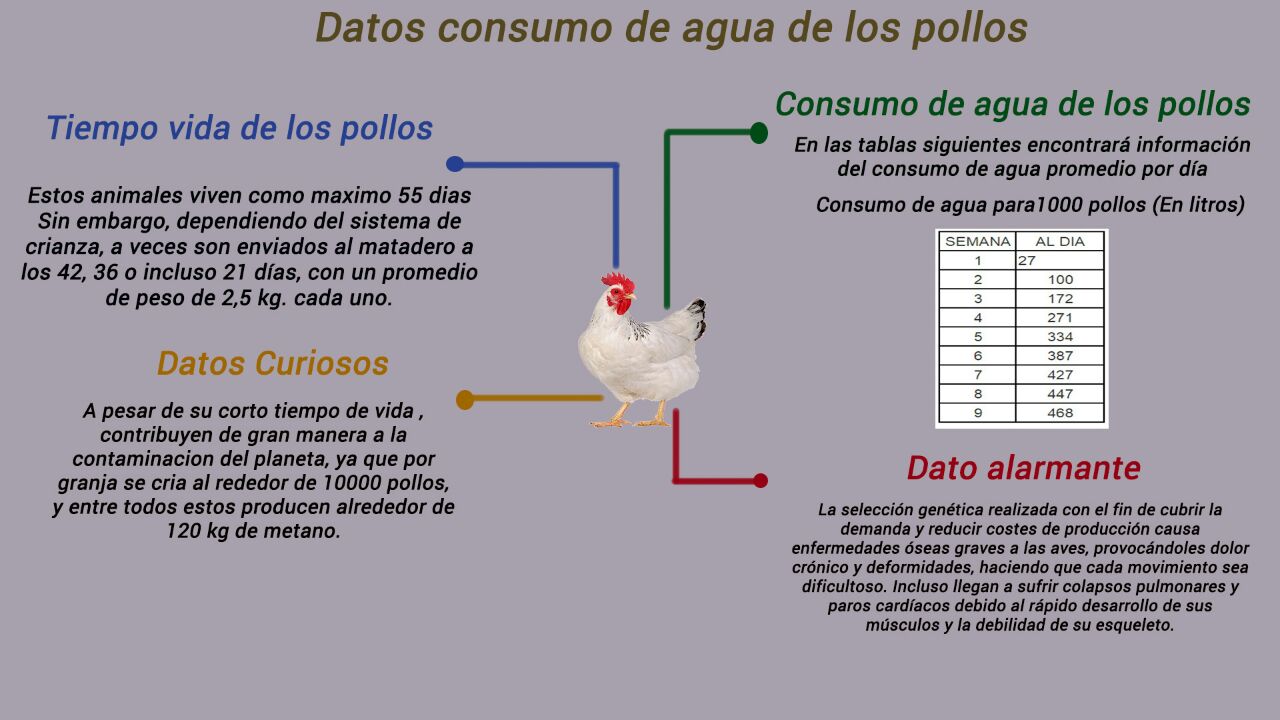 Datos consumo de agua de los pollos
Tiempo vida de los pollos
Estos animales viven como maximo 55 dias
Sin embargo, dependiendo del sistema de
crianza, a veces son enviados al matadero a
los 42, 36 o incluso 21 días, con un promedio
de peso de 2,5 kg. cada uno.
Datos Curiosos
A pesar de su corto tiempo de vida ,
contribuyen de gran manera a la
contaminacion del planeta, ya que por
granja se cria al rededor de 10000 pollos,
y entre todos estos producen alrededor de
120 kg de metano.
Consumo de agua de los pollos
En las tablas siguientes encontrará información
del consumo de agua promedio por día
Consumo de agua para1000 pollos (En litros)
SEMANA AL DIA
1 27
2 100
3 172
4 271
5 334
6 387
7 427
8 447
9 468
Dato alarmante
La selección genética realizada con el fin de cubrir la
demanda y reducir costes de producción causa
enfermedades óseas graves a las aves, provocándoles dolor
crónico y deformidades, haciendo que cada movimiento sea
dificultoso. Incluso llegan a sufrir colapsos pulmonares y
paros cardíacos debido al rápido desarrollo de sus
músculos y la debilidad de su esqueleto.